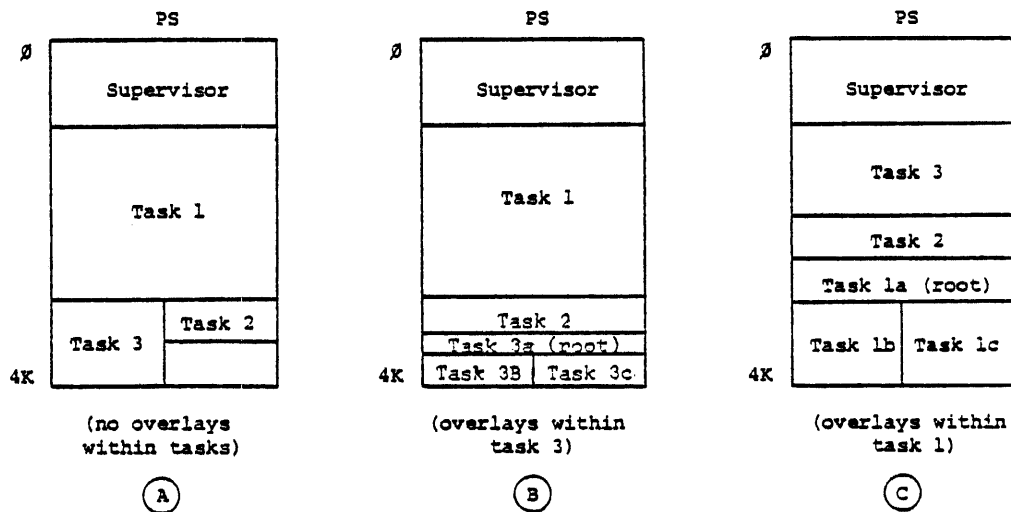 PS
Ø
Supervisor
Task 1
Task 3
Task 2
4K
(no overlays
within tasks)
A
PS
Ø
Supervisor
Task 1
Task 2
Task 3a (root)
Task 3B
Task 3c
4K
(overlays within
task 3)
B
PS
Ø
Supervisor
Task 3
Task 2
Task 1a (root)
Task 1b
Task 1c
4K
(overlays within
task 1)
C